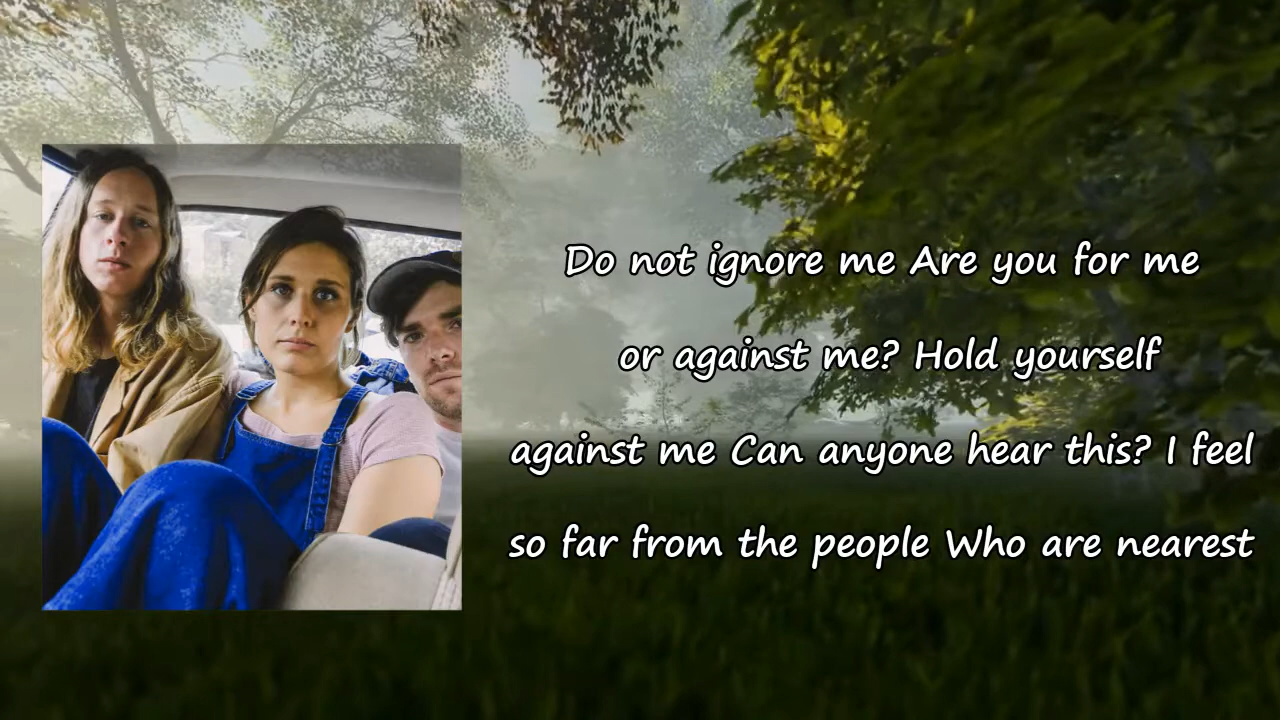 Do not ignore me Are you for me
or against me? Hold yourself
against me Can anyone hear this? I feel
so far from the people Who are nearest